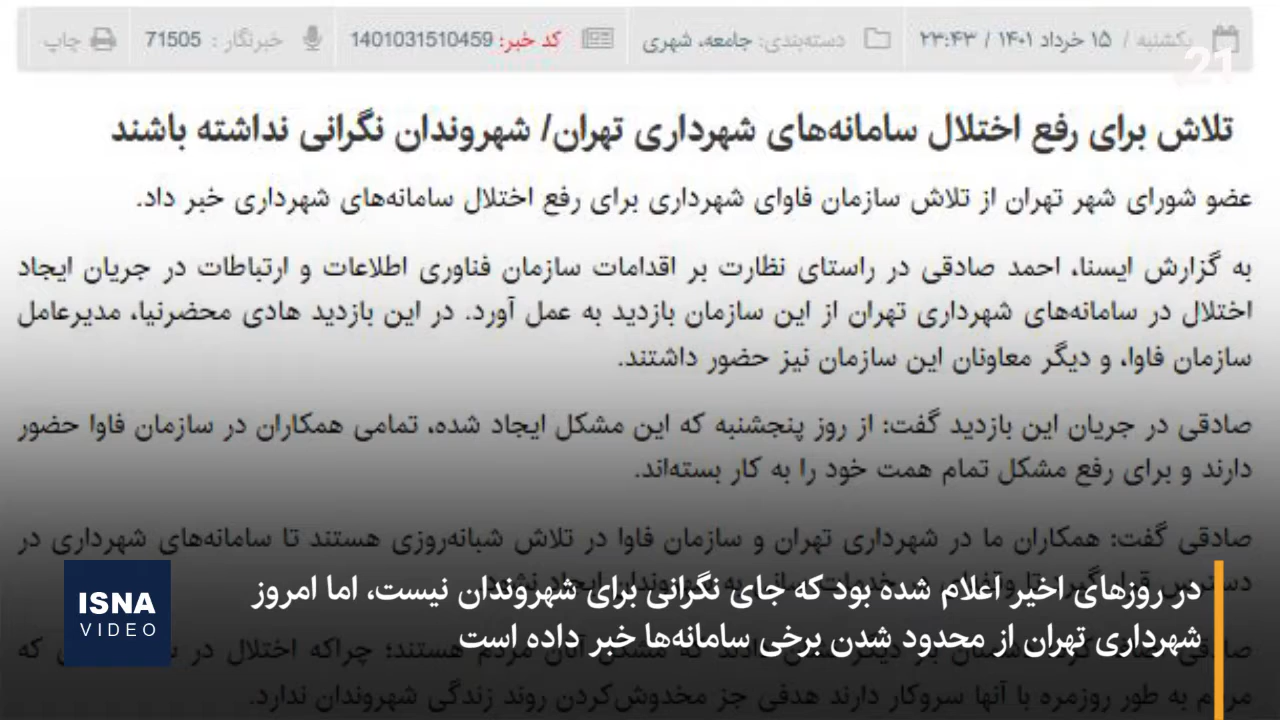 یکشنبه / ۱۵ خرداد ۱۴۰۱ / ۲۳:۴۳ دسته‌بندی: جامعه، شهری کد خبر: 1401031510459 خبرنگار : 71505 چاپ
21
تلاش برای رفع اختلال سامانه‌های شهرداری تهران/ شهروندان نگرانی نداشته باشند
عضو شورای شهر تهران از تلاش سازمان فاوای شهرداری برای رفع اختلال سامانه‌های شهرداری خبر داد.
به گزارش ایسنا، احمد صادقی در راستای نظارت بر اقدامات سازمان فناوری اطلاعات و ارتباطات در جریان ایجاد
اختلال در سامانه‌های شهرداری تهران از این سازمان بازدید به عمل آورد. در این بازدید هادی محضرنیا، مدیرعامل
سازمان فاوا، و دیگر معاونان این سازمان نیز حضور داشتند.
صادقی در جریان این بازدید گفت: از روز پنجشنبه که این مشکل ایجاد شده، تمامی همکاران در سازمان فاوا حضور
دارند و برای رفع مشکل تمام همت خود را به کار بسته‌اند.
صادقی گفت: همکاران ما در شهرداری تهران و سازمان فاوا در تلاش شبانه‌روزی هستند تا سامانه‌های شهرداری در
در روزهای اخیر اعلام شده بود که جای نگرانی برای شهروندان نیست، اما امروز
شهرداری تهران از محدود شدن برخی سامانه‌ها خبر داده است
ISNA
VIDEO
هستند؛ چراکه اختلال در
مردم به طور روزمره با آنها سروکار دارند هدفی جز مخدوش‌کردن روند زندگی شهروندان ندارد.